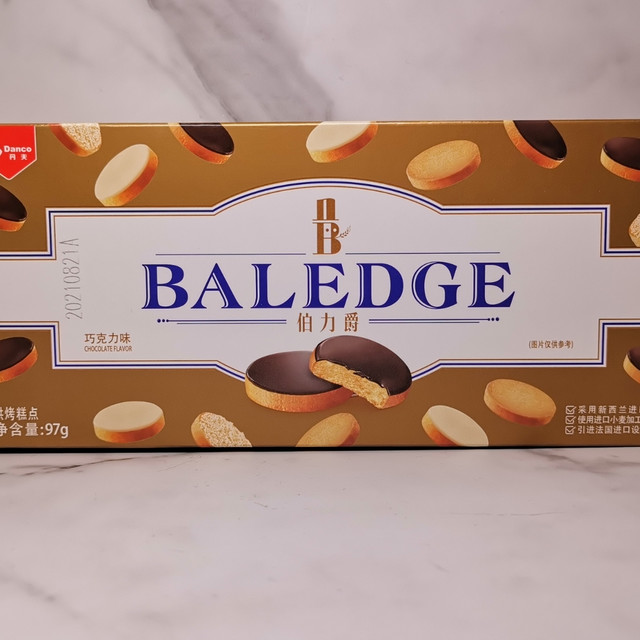 Danco
丹夫
20210821A
B
BALEDGE
伯力爵
巧克力味
CHOCOLATE FLAVOR
(图片仅供参考)
烘烤糕点
净含量:97g
采用新西兰进
使用进口小麦加工
引进法国进口设